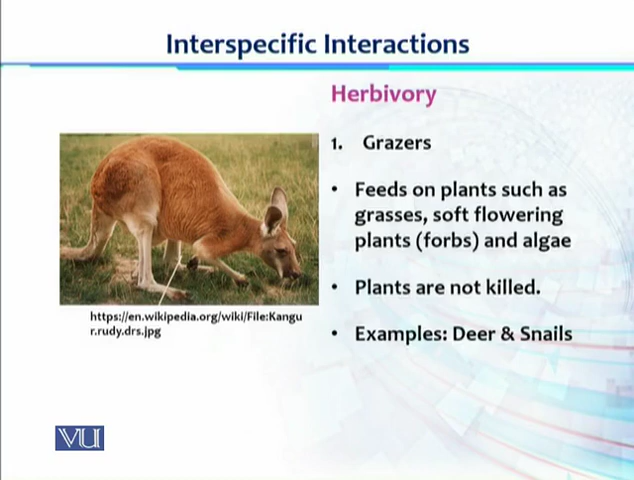 Interspecific Interactions
Herbivory
1. Grazers
• Feeds on plants such as
grasses, soft flowering
plants (forbs) and algae
• Plants are not killed.
• Examples: Deer & Snails
https://en.wikipedia.org/wiki/File:Kangu
r.rudy.drs.jpg
VU